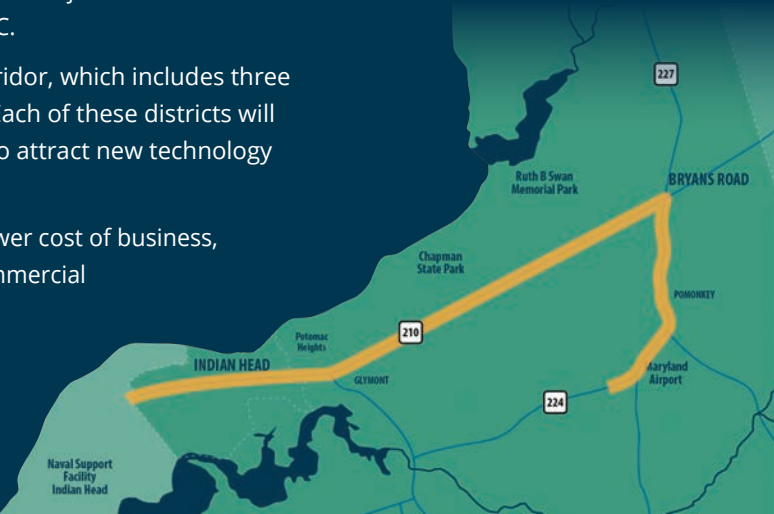 C.
ridor, which includes three
Each of these districts will
o attract new technology
wer cost of business,
mmercial
227
BRYANS ROAD
Ruth B Swan
Memorial Park
Chapman
State Park
POMONKEY
210
Potomac
Heights
INDIAN HEAD
GLYMONT
Maryland
Airport
224
Naval Support
Facility
Indian Head